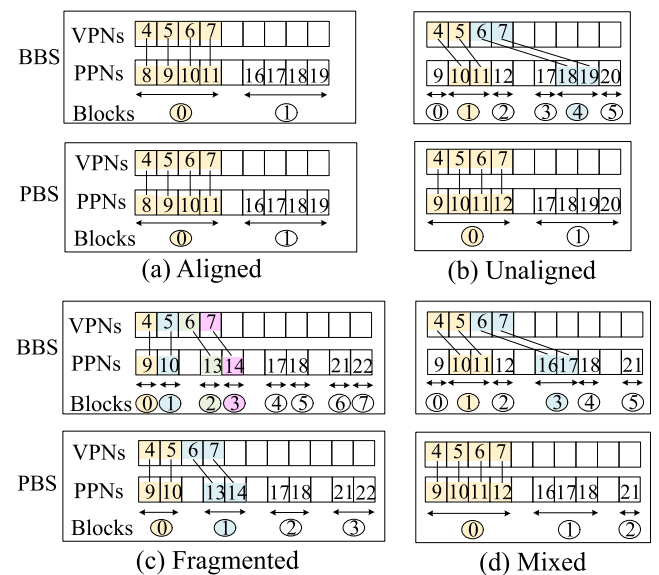 BBS
VPNs 4 5 6 7
PPNs 8 9 10 11 16 17 18 19
Blocks 0 1
PBS
VPNs 4 5 6 7
PPNs 8 9 10 11 16 17 18 19
Blocks 0 1
(a) Aligned
4 5 6 7
9 10 11 12 17 18 19 20
0 1 2 3 4 5
4 5 6 7
9 10 11 12 17 18 19 20
0 1
(b) Unaligned
BBS
VPNs 4 5 6 7
PPNs 9 10 13 14 17 18 21 22
Blocks 0 1 2 3 4 5 6 7
PBS
VPNs 4 5 6 7
PPNs 9 10 13 14 17 18 21 22
Blocks 0 1 2 3
(c) Fragmented
4 5 6 7
9 10 11 12 16 17 18 21
0 1 2 3 4 5
4 5 6 7
9 10 11 12 16 17 18 21
0 1 2
(d) Mixed